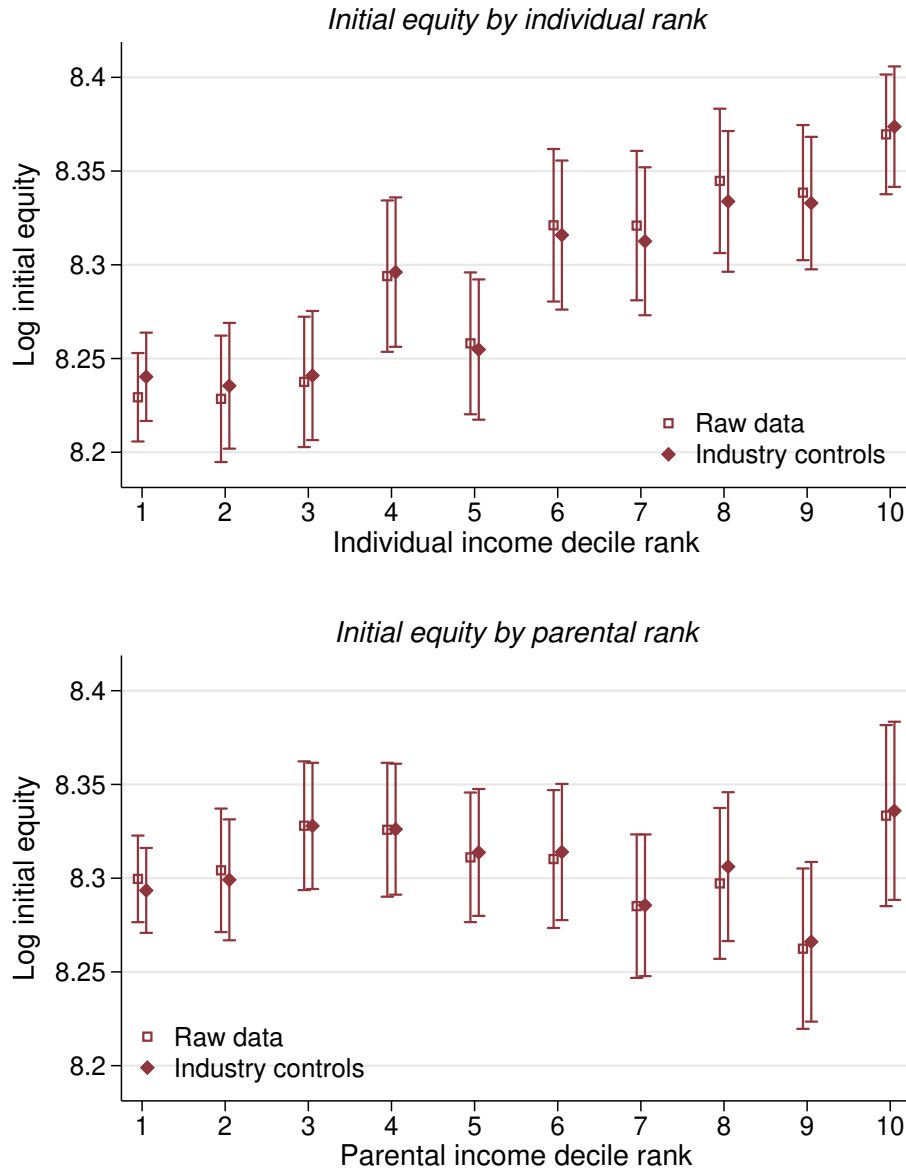 Initial equity by individual rank
Log initial equity
8.4
8.35
8.3
8.25
8.2
Raw data
Industry controls
1 2 3 4 5 6 7 8 9 10
Individual income decile rank
Initial equity by parental rank
Log initial equity
8.4
8.35
8.3
8.25
8.2
Raw data
Industry controls
1 2 3 4 5 6 7 8 9 10
Parental income decile rank